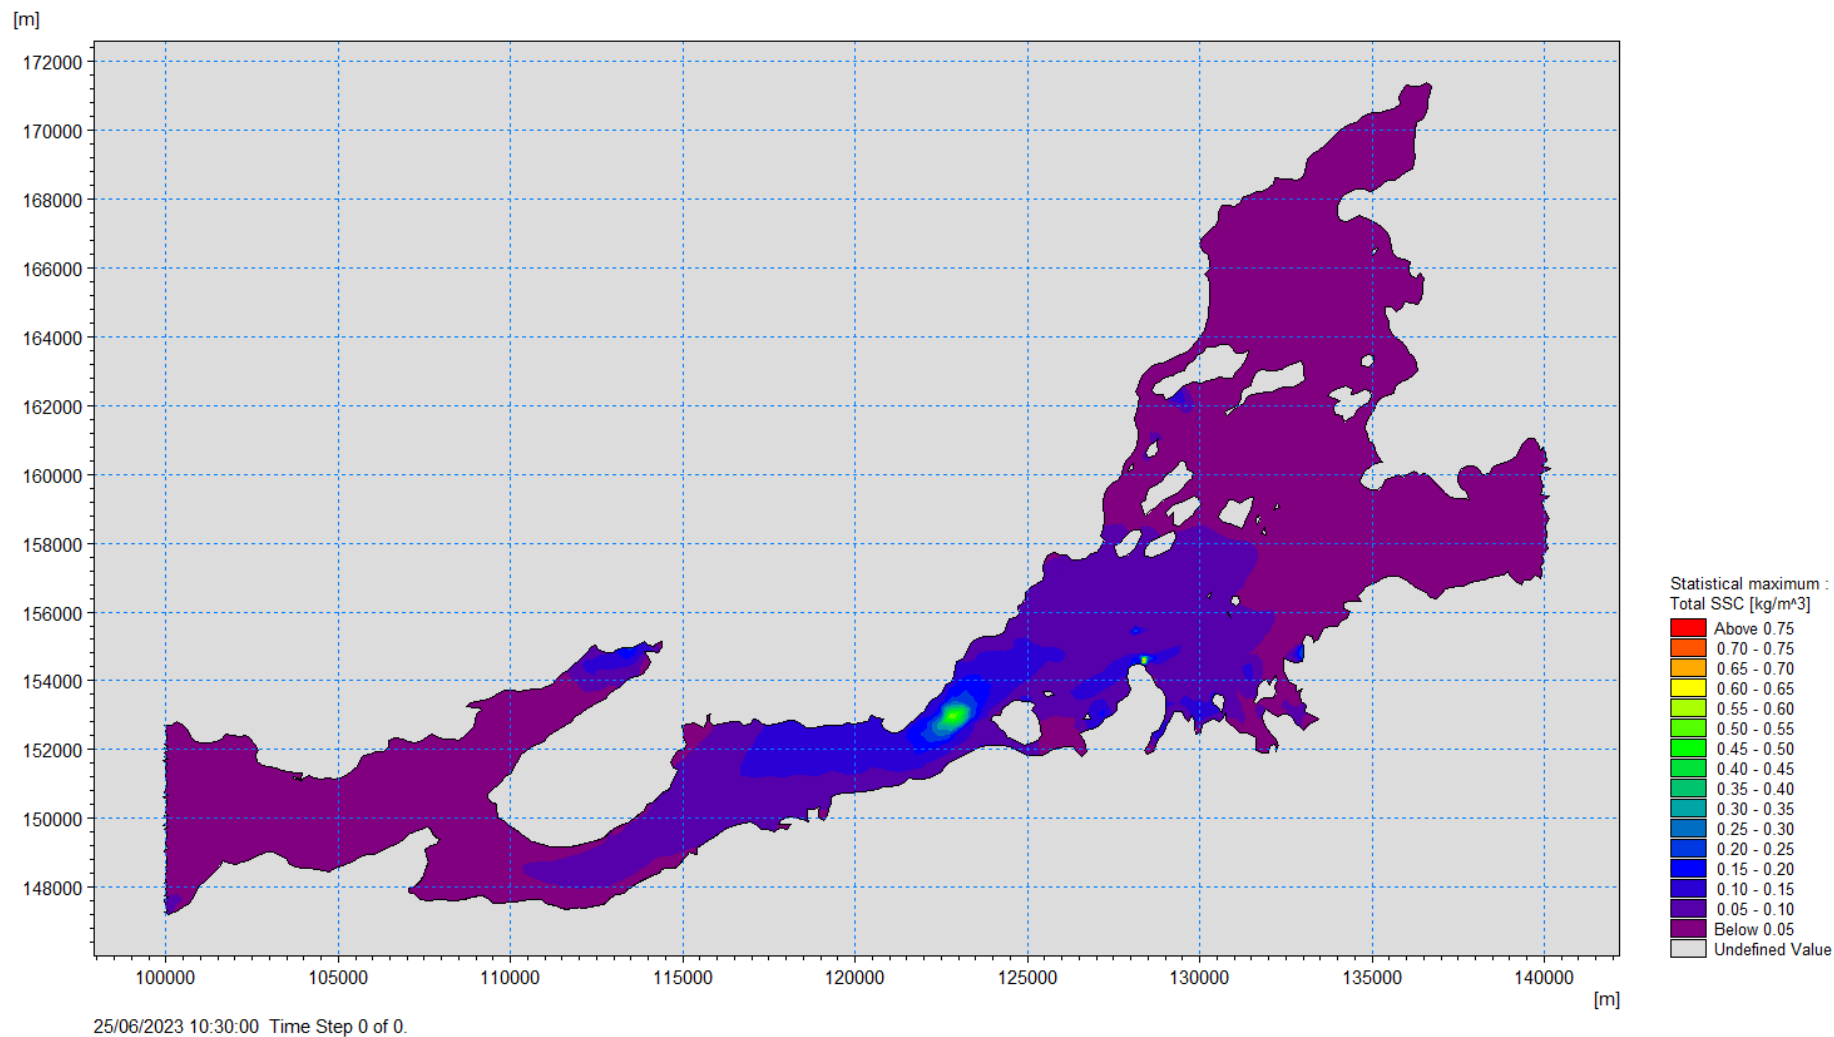 [m]
172000
170000
168000
166000
164000
162000
160000
158000
156000
154000
152000
150000
148000
100000 105000 110000 115000 120000 125000 130000 135000 140000
[m]
25/06/2023 10:30:00 Time Step 0 of 0.
Statistical maximum :
Total SSC [kg/m^3]
Above 0.75
0.70 - 0.75
0.65 - 0.70
0.60 - 0.65
0.55 - 0.60
0.50 - 0.55
0.45 - 0.50
0.40 - 0.45
0.35 - 0.40
0.30 - 0.35
0.25 - 0.30
0.20 - 0.25
0.15 - 0.20
0.10 - 0.15
0.05 - 0.10
Below 0.05
Undefined Value